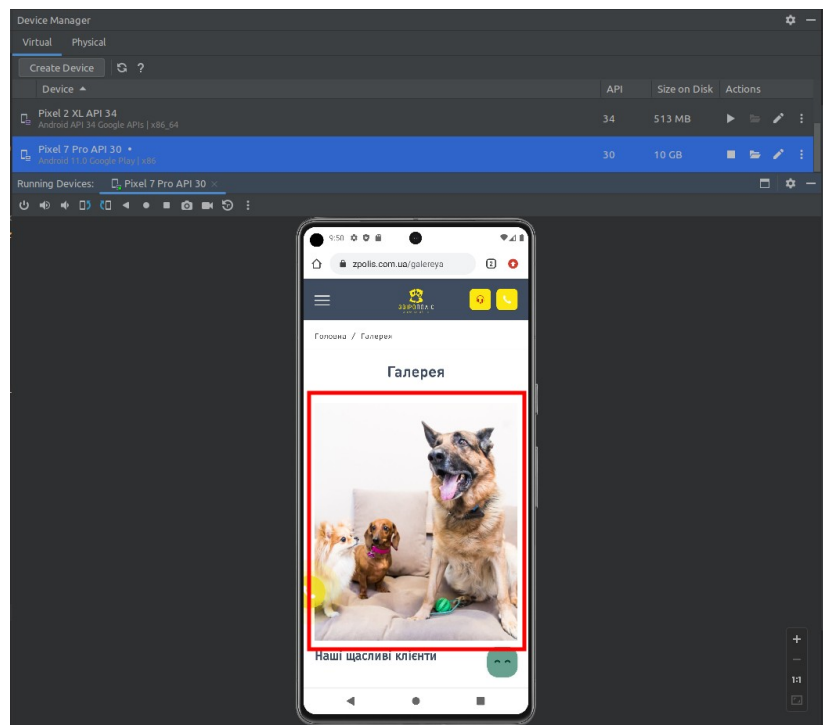 Device Manager
Virtual Physical
Create Device ?
Device API Size on Disk Actions
Pixel 2 XL API 34
Android API 34 Google APIs | x86_64
34 513 MB
Pixel 7 Pro API 30 •
Android 11.0 Google Play | x86
30 10 GB
Running Devices: Pixel 7 Pro API 30
9:50
zpolis.com.ua/galereya 2
Головна / Галерея
Галерея
Наші щасливі клієнти
1:1